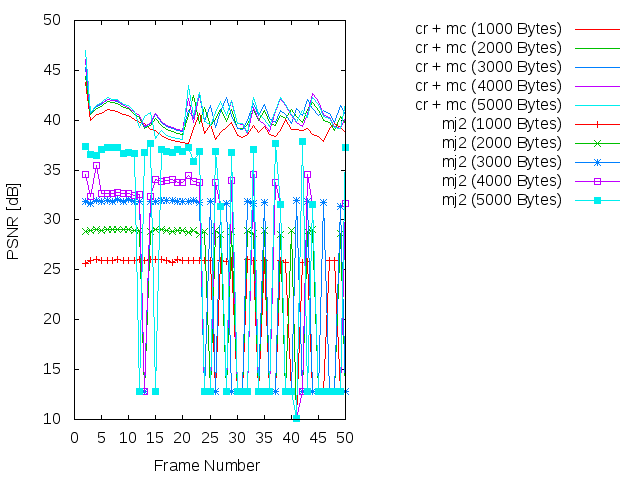 50
45
40
35
30
25
20
15
10
PSNR [dB]
0 5 10 15 20 25 30 35 40 45 50
Frame Number
cr + mc (1000 Bytes)
cr + mc (2000 Bytes)
cr + mc (3000 Bytes)
cr + mc (4000 Bytes)
cr + mc (5000 Bytes)
mj2 (1000 Bytes)
mj2 (2000 Bytes)
mj2 (3000 Bytes)
mj2 (4000 Bytes)
mj2 (5000 Bytes)